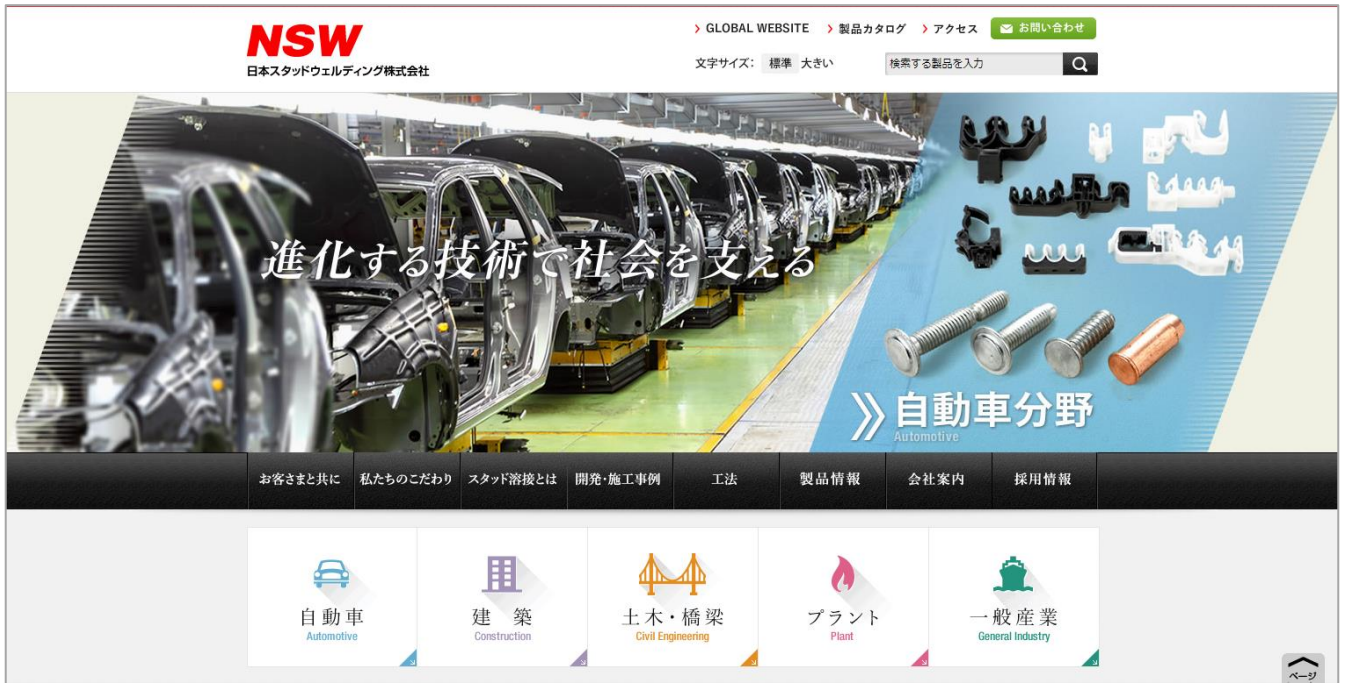 NSW
日本スタッドウェルディング株式会社
GLOBAL WEBSITE 製品カタログ アクセス お問い合わせ
文字サイズ： 標準 大きい 検索する製品を入力
進化する技術で社会を支える
自動車分野
Automotive
お客さまと共に 私たちのこだわり スタッド溶接とは 開発・施工事例 工法 製品情報 会社案内 採用情報
自動車 建築 土木・橋梁 プラント 一般産業
Automotive Construction Civil Engineering Plant General Industry
ページ